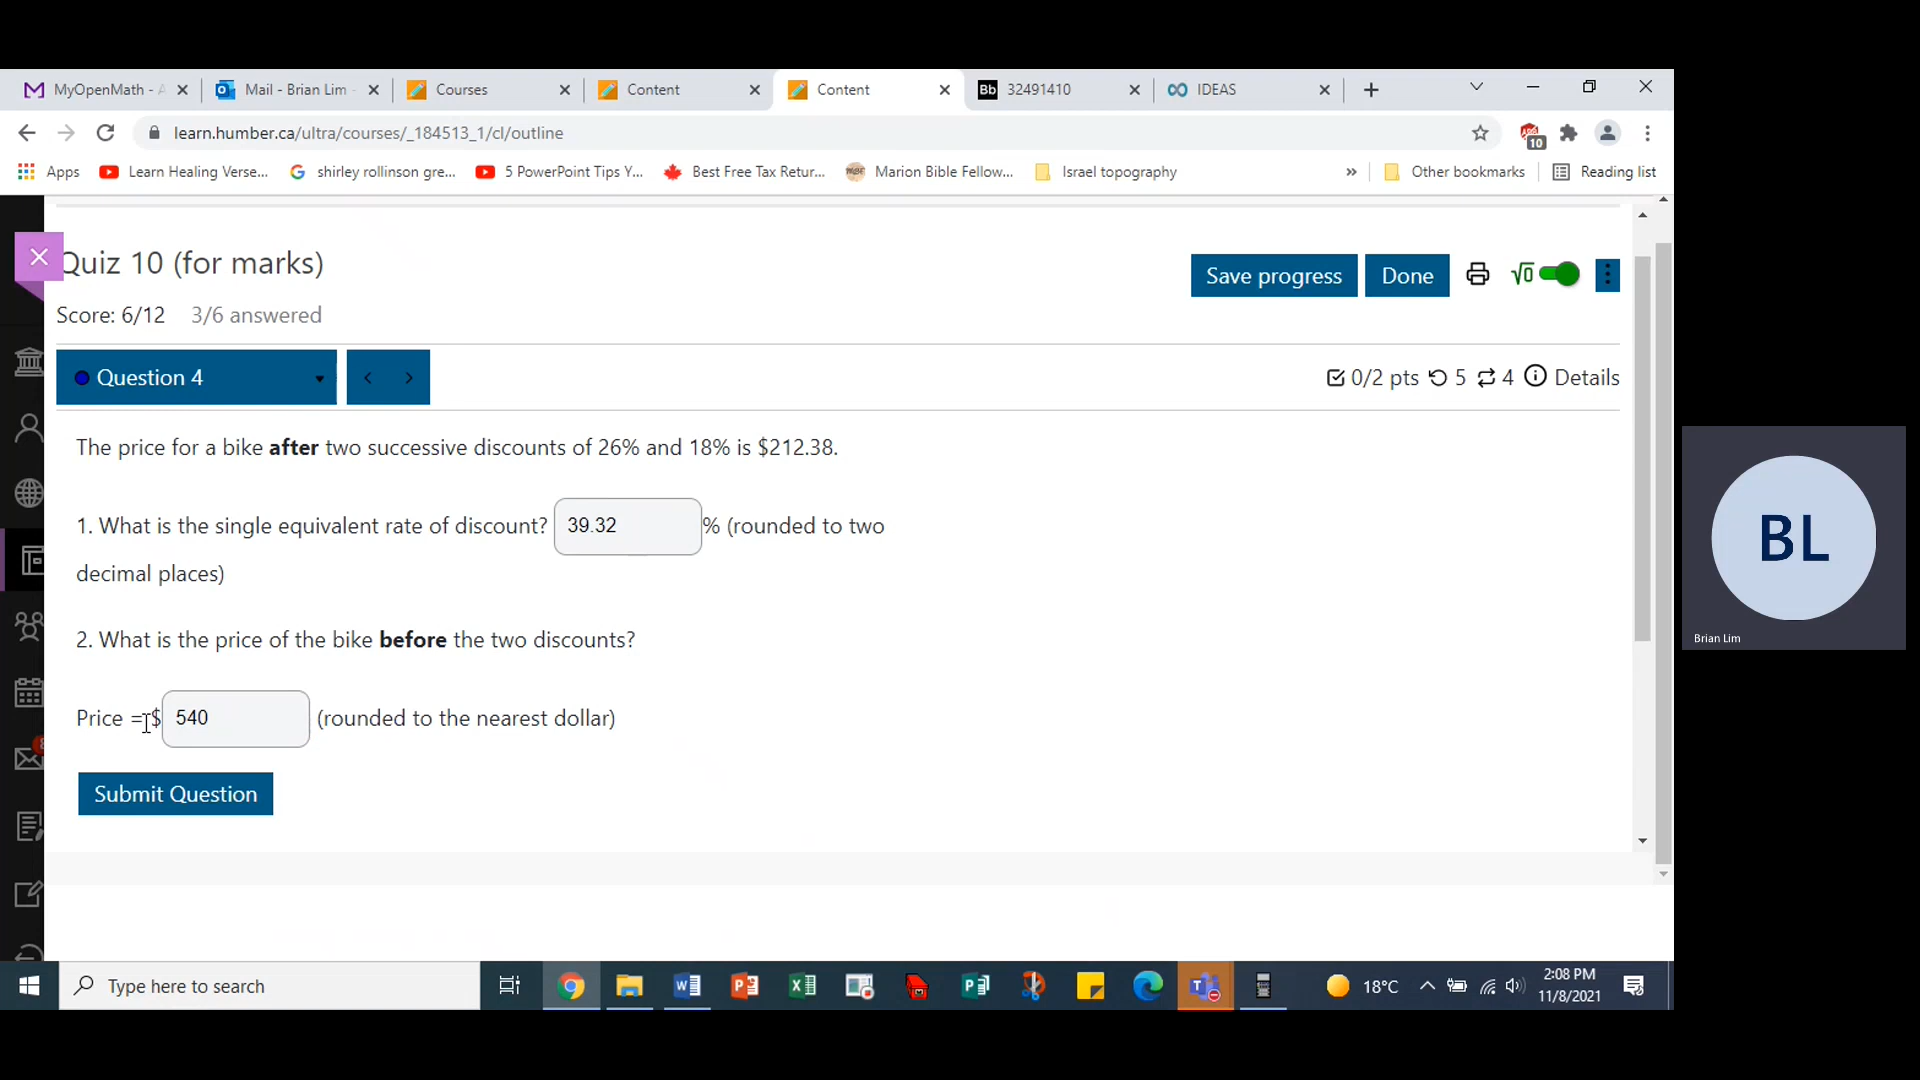 MyOpenMath - A
Mail - Brian Lim -
Courses
Content
Content
Bb 32491410
IDEAS
learn.humber.ca/ultra/courses/_184513_1/cl/outline
10
Apps
Learn Healing Verse...
shirley rollinson gre...
5 PowerPoint Tips Y...
Best Free Tax Retur...
Marion Bible Fellow...
Israel topography
»
Other bookmarks
Reading list
Quiz 10 (for marks)
Save progress
Done
√0
Score: 6/12 3/6 answered
Question 4
< >
0/2 pts 5 4 Details
The price for a bike after two successive discounts of 26% and 18% is $212.38.
1. What is the single equivalent rate of discount? 39.32 % (rounded to two
decimal places)
2. What is the price of the bike before the two discounts?
Price = $ 540 (rounded to the nearest dollar)
Submit Question
BL
Brian Lim
Type here to search
18°C
2:08 PM
11/8/2021